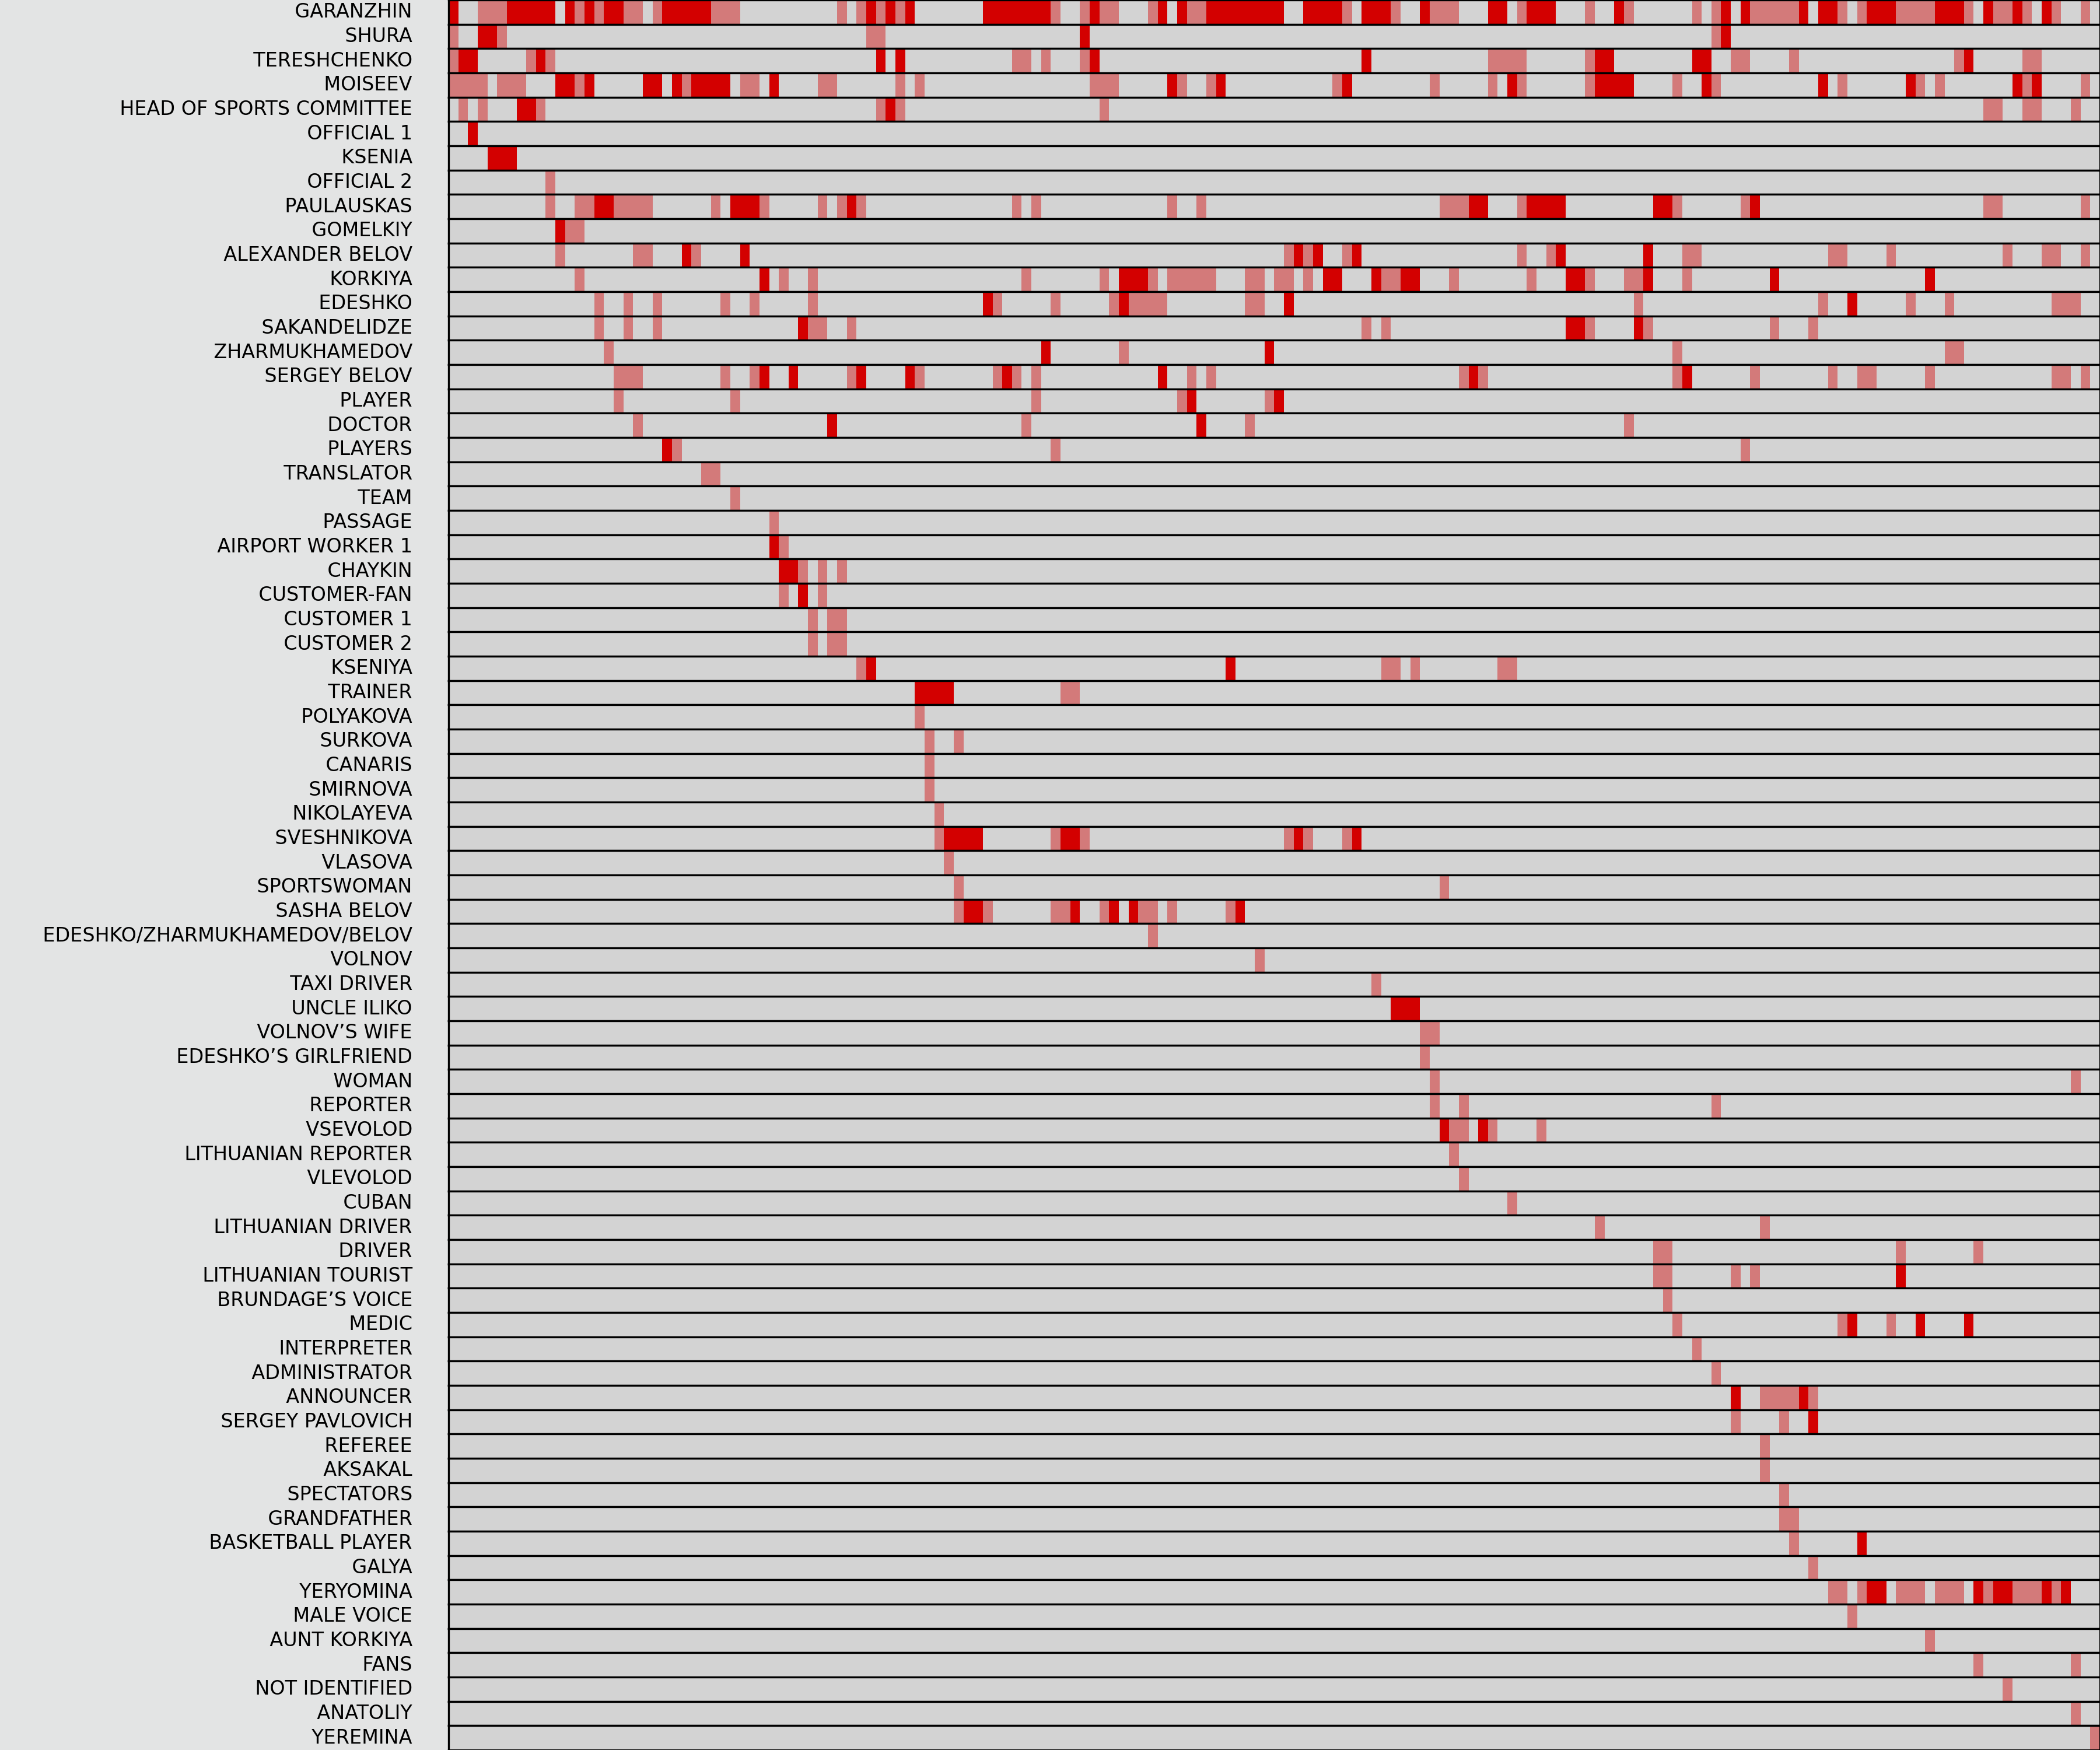 GARANZHIN
SHURA
TERESHCHENKO
MOISEEV
HEAD OF SPORTS COMMITTEE
OFFICIAL 1
KSENIA
OFFICIAL 2
PAULAUSKAS
GOMELKIY
ALEXANDER BELOV
KORKIYA
EDESHKO
SAKANDELIDZE
ZHARMUKHAMEDOV
SERGEY BELOV
PLAYER
DOCTOR
PLAYERS
TRANSLATOR
TEAM
PASSAGE
AIRPORT WORKER 1
CHAYKIN
CUSTOMER-FAN
CUSTOMER 1
CUSTOMER 2
KSENIYA
TRAINER
POLYAKOVA
SURKOVA
CANARIS
SMIRNOVA
NIKOLAYEVA
SVESHNIKOVA
VLASOVA
SPORTSWOMAN
SASHA BELOV
EDESHKO/ZHARMUKHAMEDOV/BELOV
VOLNOV
TAXI DRIVER
UNCLE ILIKO
VOLNOV’S WIFE
EDESHKO’S GIRLFRIEND
WOMAN
REPORTER
VSEVOLOD
LITHUANIAN REPORTER
VLEVOLOD
CUBAN
LITHUANIAN DRIVER
DRIVER
LITHUANIAN TOURIST
BRUNDAGE’S VOICE
MEDIC
INTERPRETER
ADMINISTRATOR
ANNOUNCER
SERGEY PAVLOVICH
REFEREE
AKSAKAL
SPECTATORS
GRANDFATHER
BASKETBALL PLAYER
GALYA
YERYOMINA
MALE VOICE
AUNT KORKIYA
FANS
NOT IDENTIFIED
ANATOLIY
YEREMINA